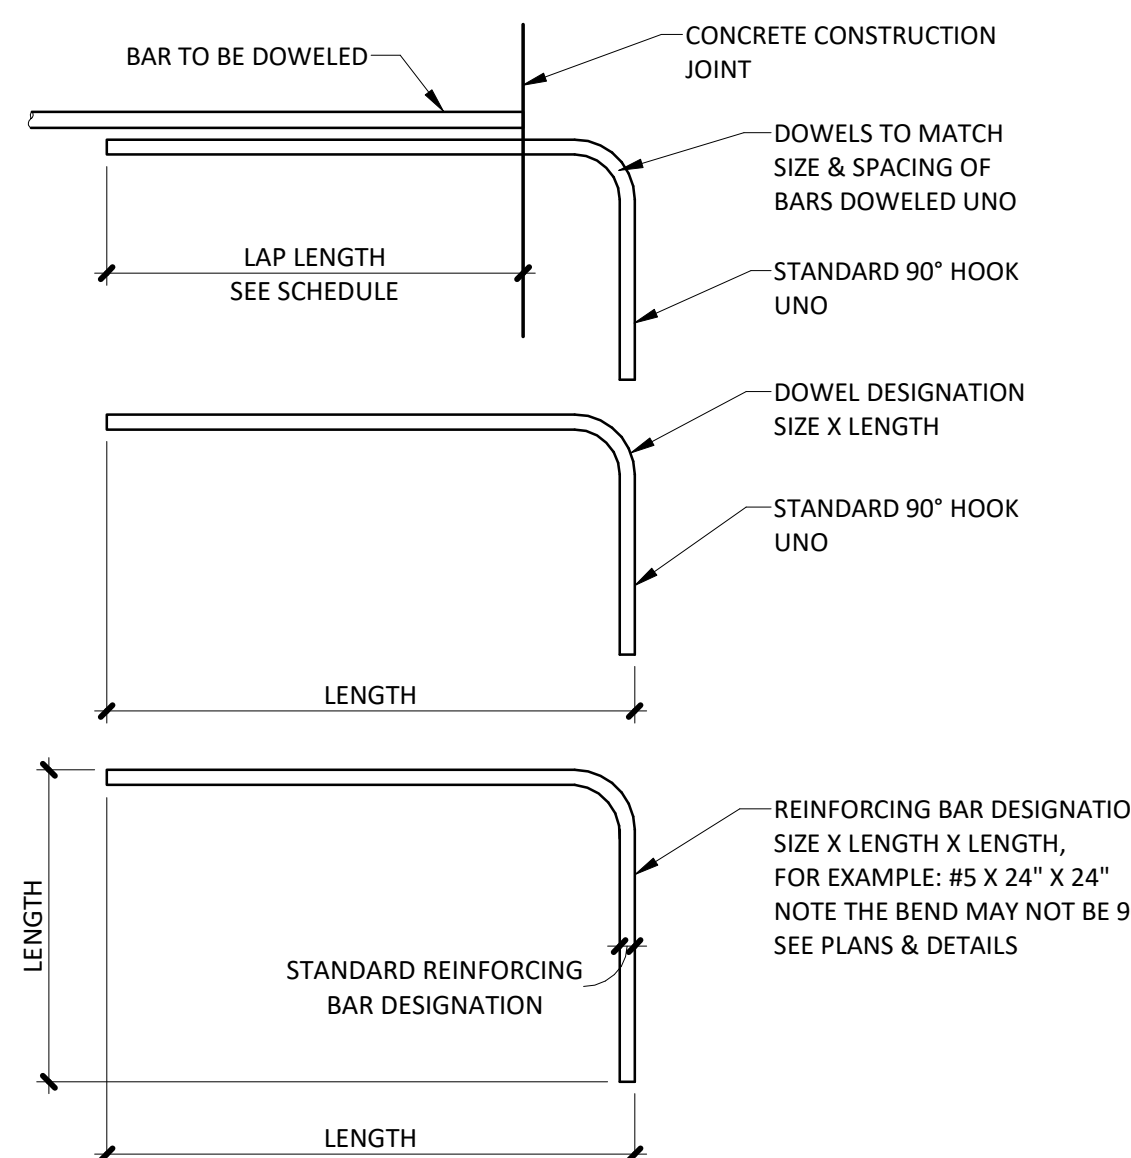 BAR TO BE DOWELED
CONCRETE CONSTRUCTION
JOINT
DOWELS TO MATCH
SIZE & SPACING OF
BARS DOWELED UNO
LAP LENGTH
SEE SCHEDULE
STANDARD 90° HOOK
UNO
DOWEL DESIGNATION
SIZE X LENGTH
STANDARD 90° HOOK
UNO
LENGTH
REINFORCING BAR DESIGNATIO
SIZE X LENGTH X LENGTH,
FOR EXAMPLE: #5 X 24" X 24"
NOTE THE BEND MAY NOT BE 9
SEE PLANS & DETAILS
LENGTH
STANDARD REINFORCING
BAR DESIGNATION
LENGTH